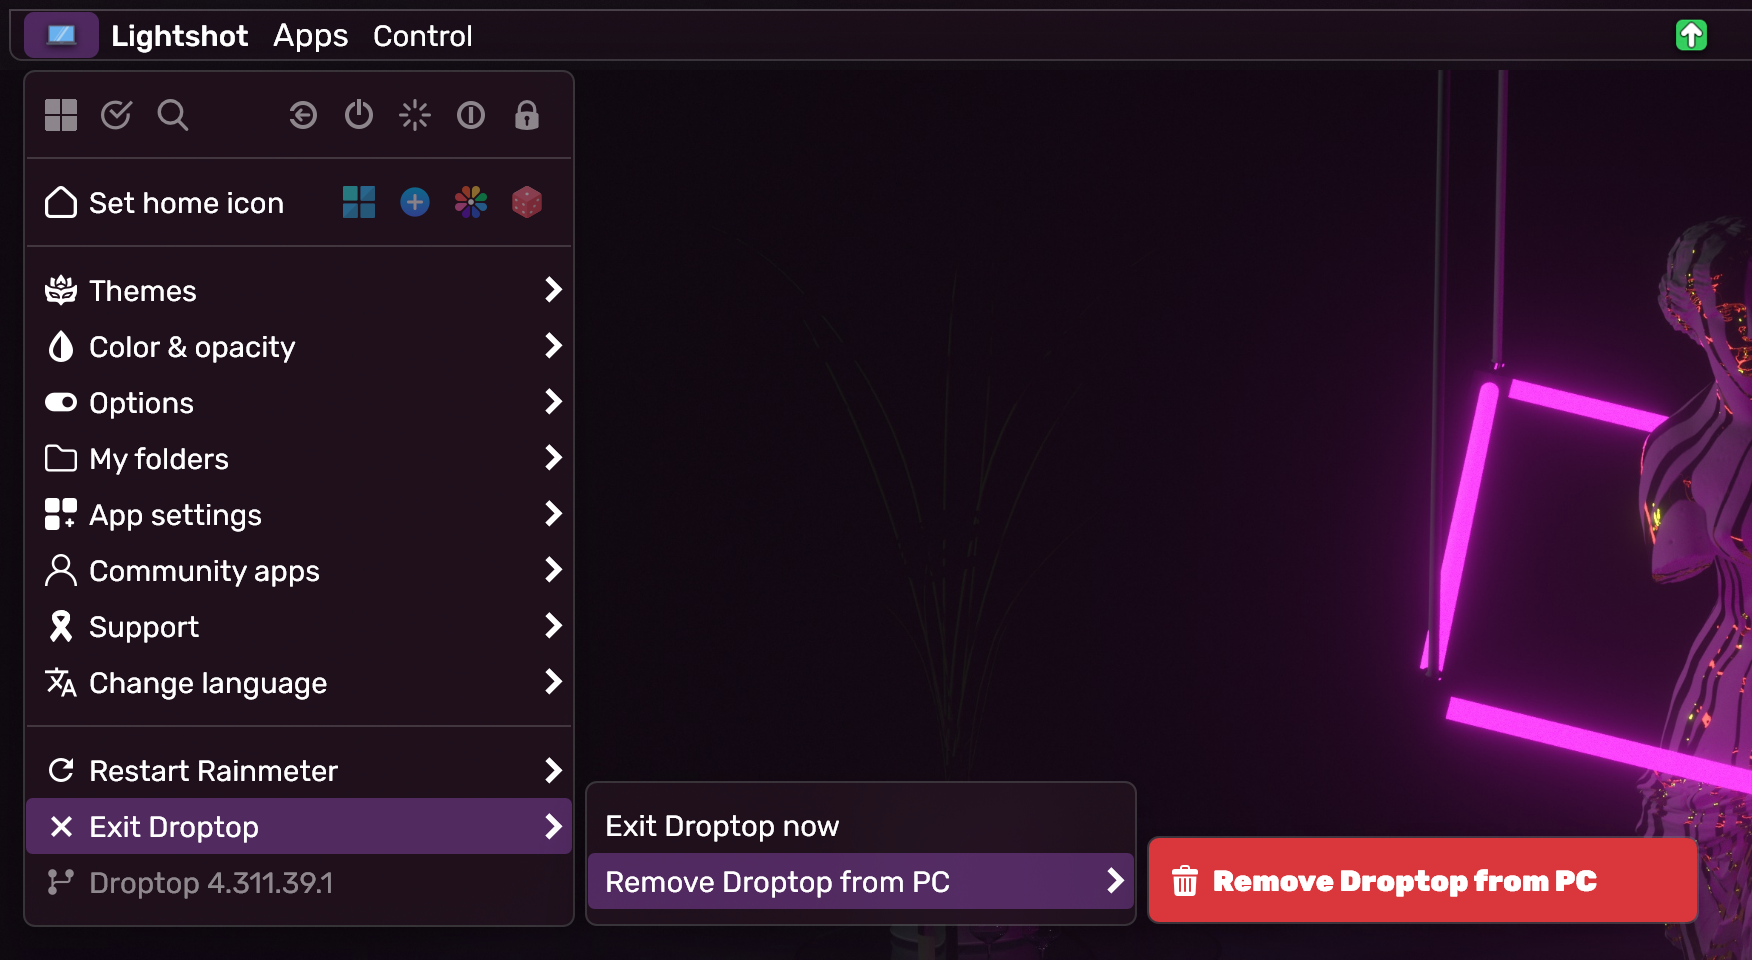 Lightshot Apps Control
Set home icon
Themes
Color & opacity
Options
My folders
App settings
Community apps
Support
Change language
Restart Rainmeter
Exit Droptop
Droptop 4.311.39.1
Exit Droptop now
Remove Droptop from PC
Remove Droptop from PC